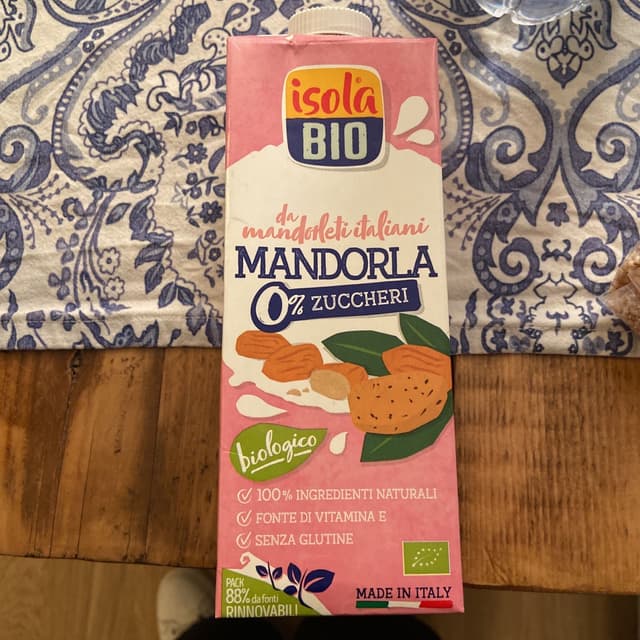 isola
BIO
da
mandorleti italiani
MANDORLA
0% ZUCCHERI
biologico
100% INGREDIENTI NATURALI
FONTE DI VITAMINA E
SENZA GLUTINE
PACK
88% da fonti
RINNOVABILI
MADE IN ITALY